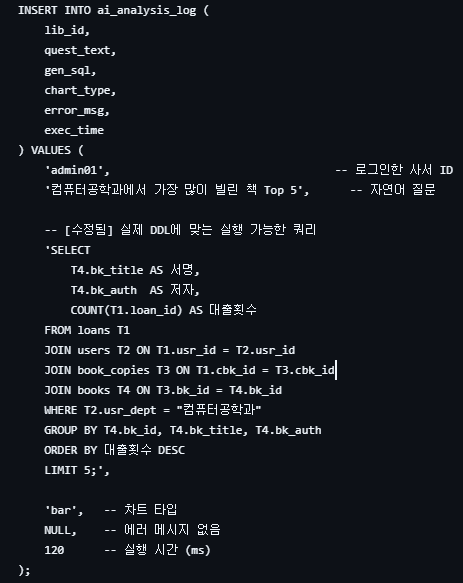 INSERT INTO ai_analysis_log (
    lib_id,
    quest_text,
    gen_sql,
    chart_type,
    error_msg,
    exec_time
) VALUES (
    'admin01',                                -- 로그인한 사서 ID
    '컴퓨터공학과에서 가장 많이 빌린 책 Top 5',      -- 자연어 질문

    -- [수정됨] 실제 DDL에 맞는 실행 가능한 쿼리
    'SELECT
        T4.bk_title AS 서명,
        T4.bk_auth  AS 저자,
        COUNT(T1.loan_id) AS 대출횟수
    FROM loans T1
    JOIN users T2 ON T1.usr_id = T2.usr_id
    JOIN book_copies T3 ON T1.cbk_id = T3.cbk_id
    JOIN books T4 ON T3.bk_id = T4.bk_id
    WHERE T2.usr_dept = "컴퓨터공학과"
    GROUP BY T4.bk_id, T4.bk_title, T4.bk_auth
    ORDER BY 대출횟수 DESC
    LIMIT 5;',

    'bar',   -- 차트 타입
    NULL,    -- 에러 메시지 없음
    120      -- 실행 시간 (ms)
);